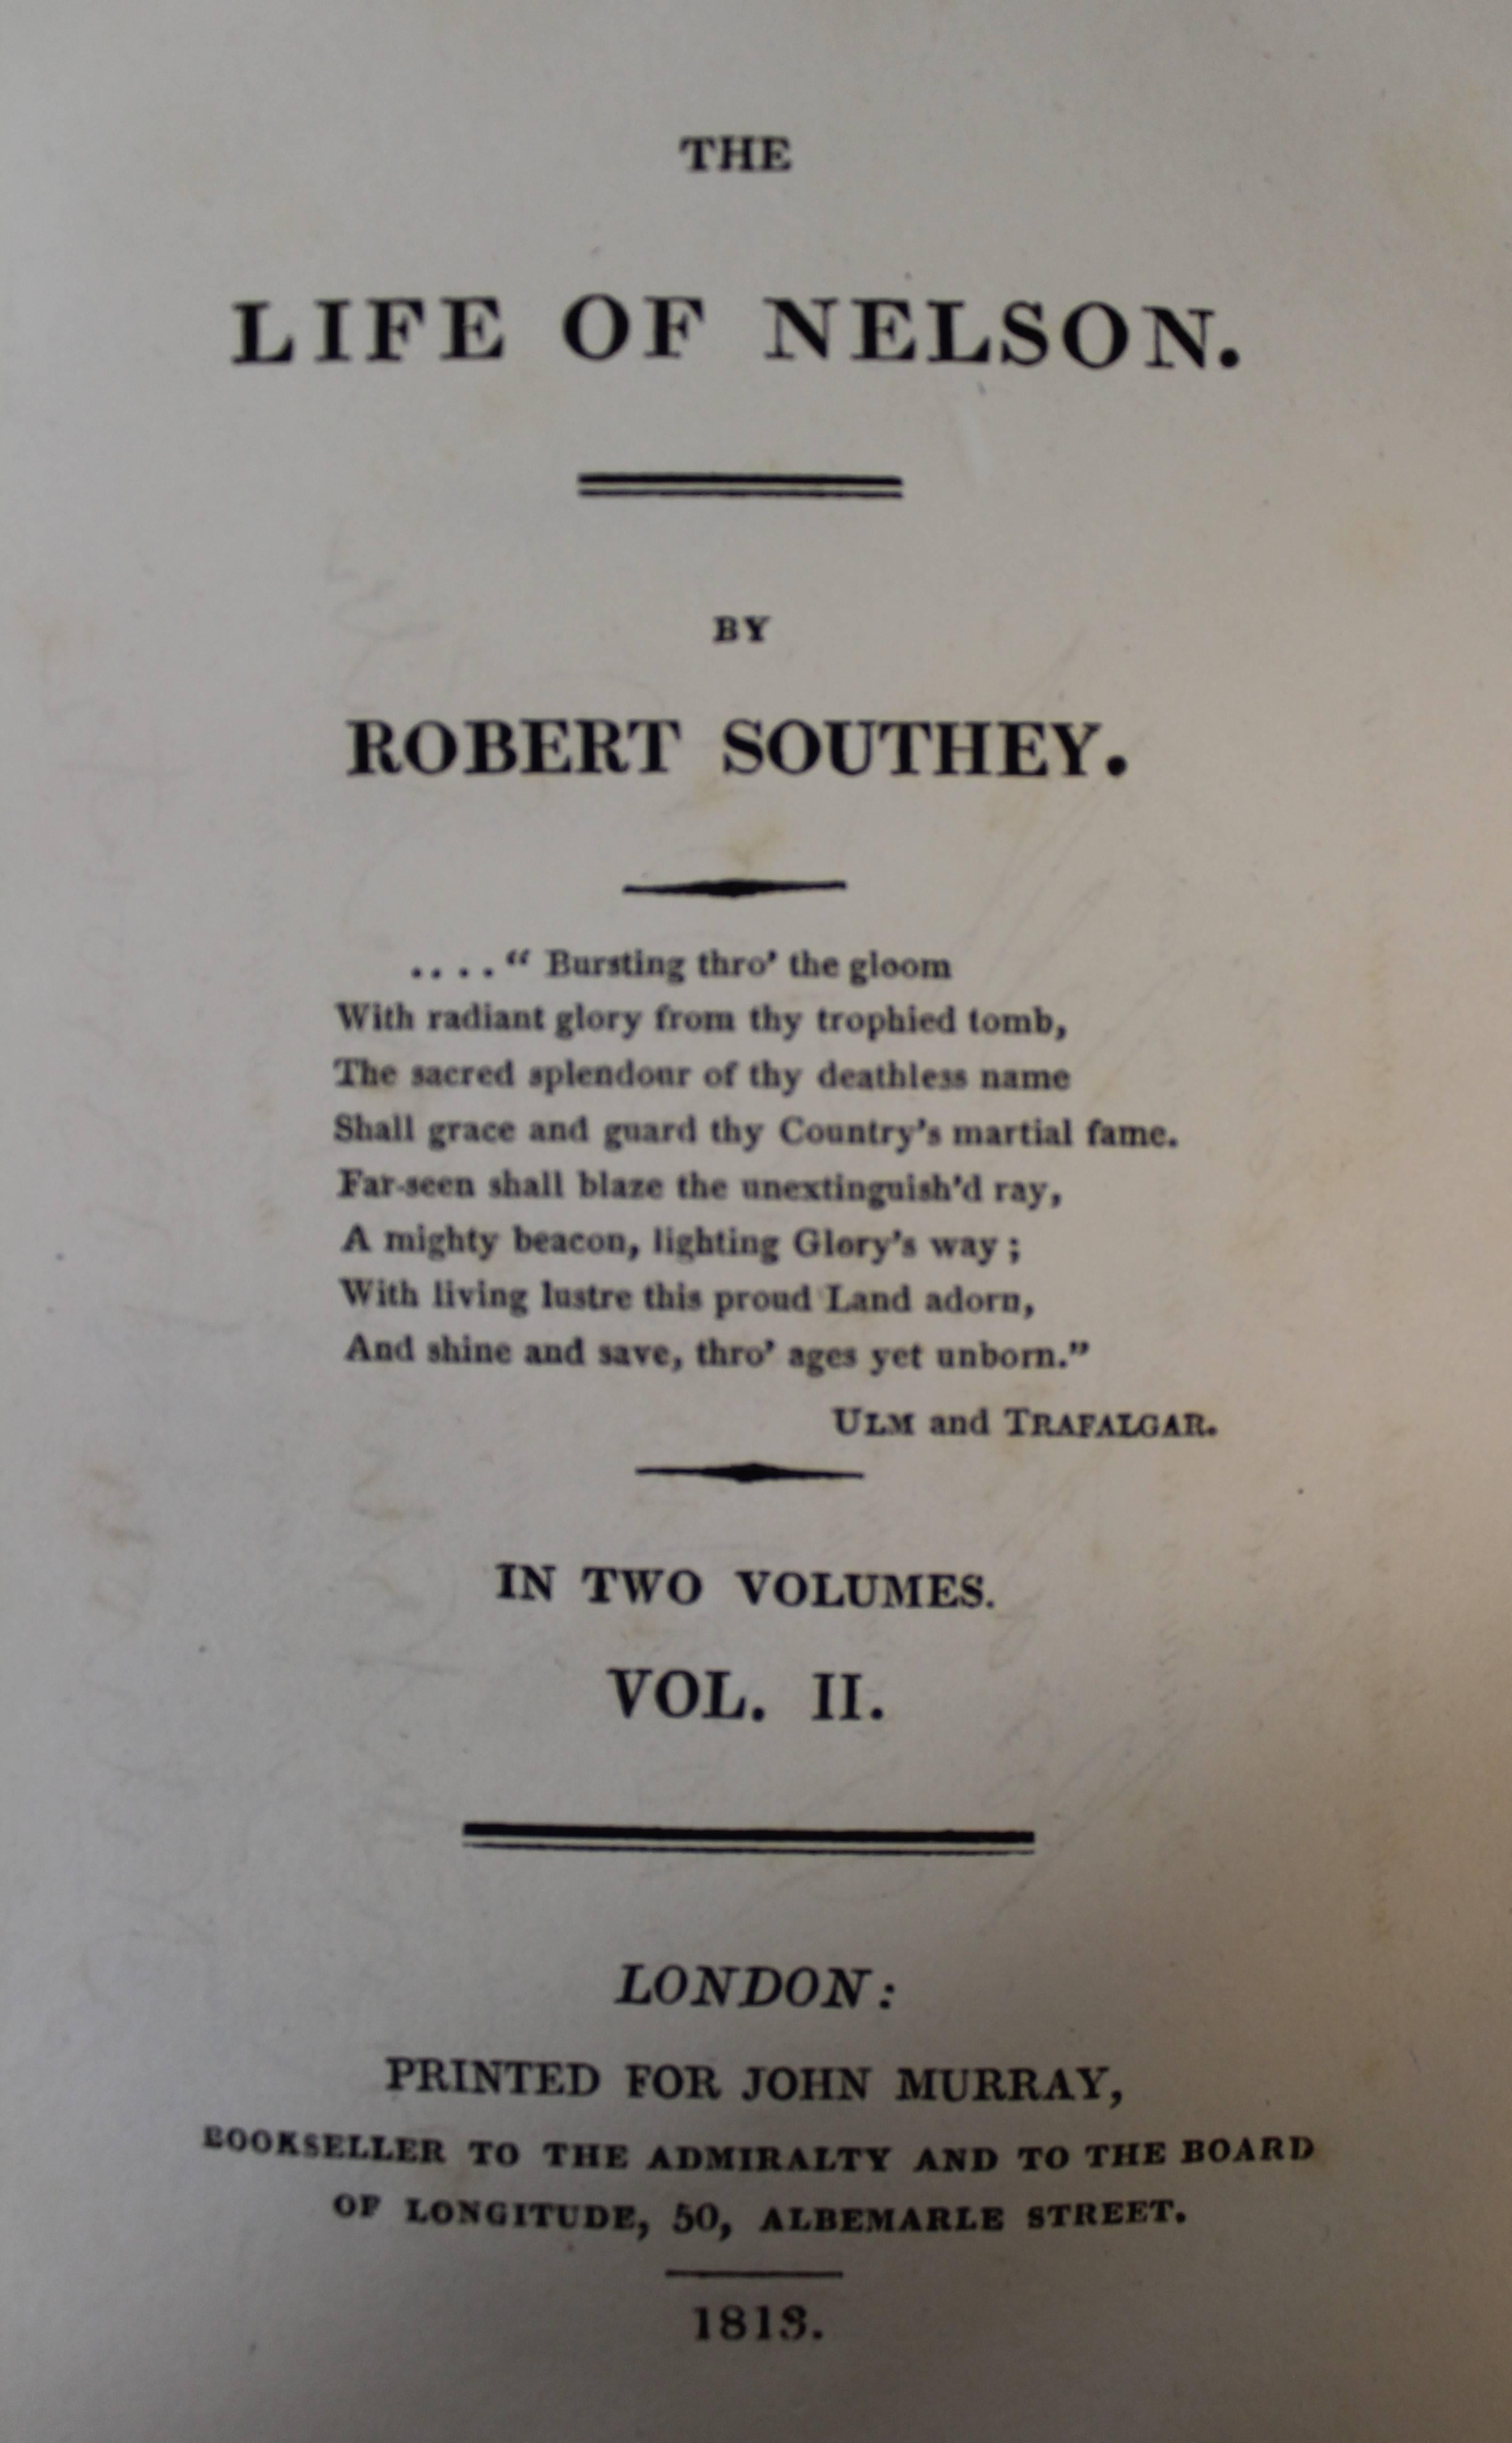 THE
LIFE OF NELSON.
BY
ROBERT SOUTHEY.
...." Bursting thro' the gloom
With radiant glory from thy trophied tomb,
The sacred splendour of thy deathless name
Shall grace and guard thy Country's martial fame.
Far-seen shall blaze the unextinguish'd ray,
A mighty beacon, lighting Glory's way;
With living lustre this proud Land adorn,
And shine and save, thro' ages yet unborn."
ULM and TRAFALGAR.
IN TWO VOLUMES.
VOL. II.
LONDON:
PRINTED FOR JOHN MURRAY,
BOOKSELLER TO THE ADMIRALTY AND TO THE BOARD
OF LONGITUDE, 50, ALBEMARLE STREET.
1813.